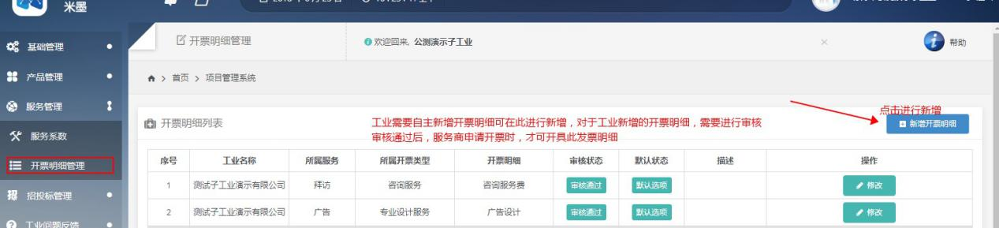 米墨
基础管理
产品管理
服务管理
服务系数
开票明细管理
招投标管理
工业问题反馈
开票明细管理
欢迎回来, 公测演示子工业
×
帮助
首页 > 项目管理系统
点击进行新增
开票明细列表
工业需要自主新增开票明细可在此进行新增，对于工业新增的开票明细，需要进行审核
审核通过后，服务商申请开票时，才可开具此发票明细
新增开票明细
序号 工业名称 所属服务 所属开票类型 开票明细 审核状态 默认状态 描述 操作
1 测试子工业演示有限公司 拜访 咨询服务 咨询服务费 审核通过 默认选项 修改
2 测试子工业演示有限公司 广告 专业设计服务 广告设计 审核通过 默认选项 修改